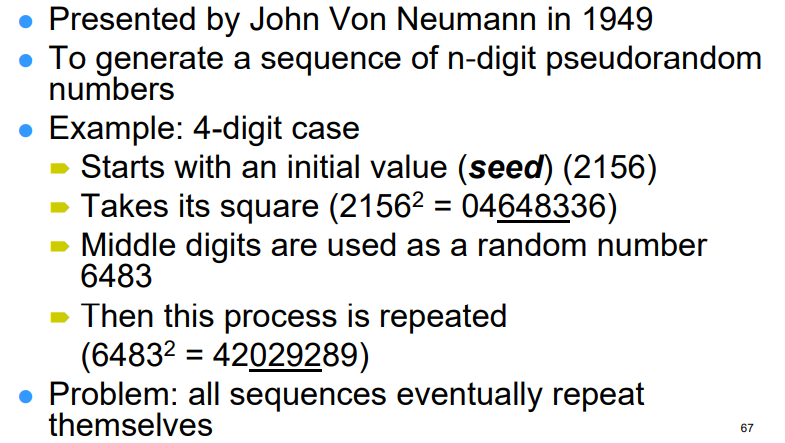 Presented by John Von Neumann in 1949
To generate a sequence of n-digit pseudorandom
numbers
Example: 4-digit case
Starts with an initial value (seed) (2156)
Takes its square (2156² = 04648336)
Middle digits are used as a random number
6483
Then this process is repeated
(6483² = 42029289)
Problem: all sequences eventually repeat
themselves
67